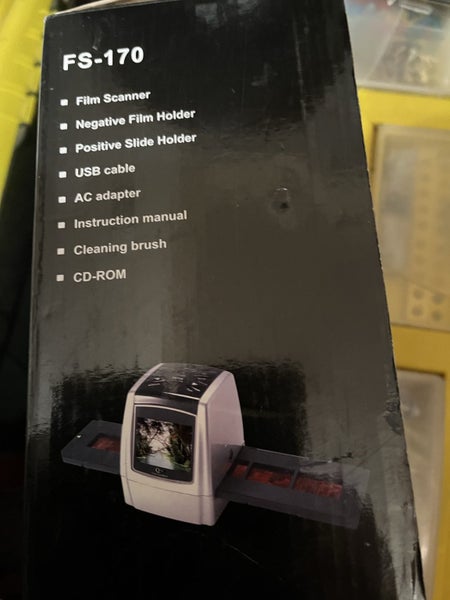 FS-170
Film Scanner
Negative Film Holder
Positive Slide Holder
USB cable
AC adapter
Instruction manual
Cleaning brush
CD-ROM